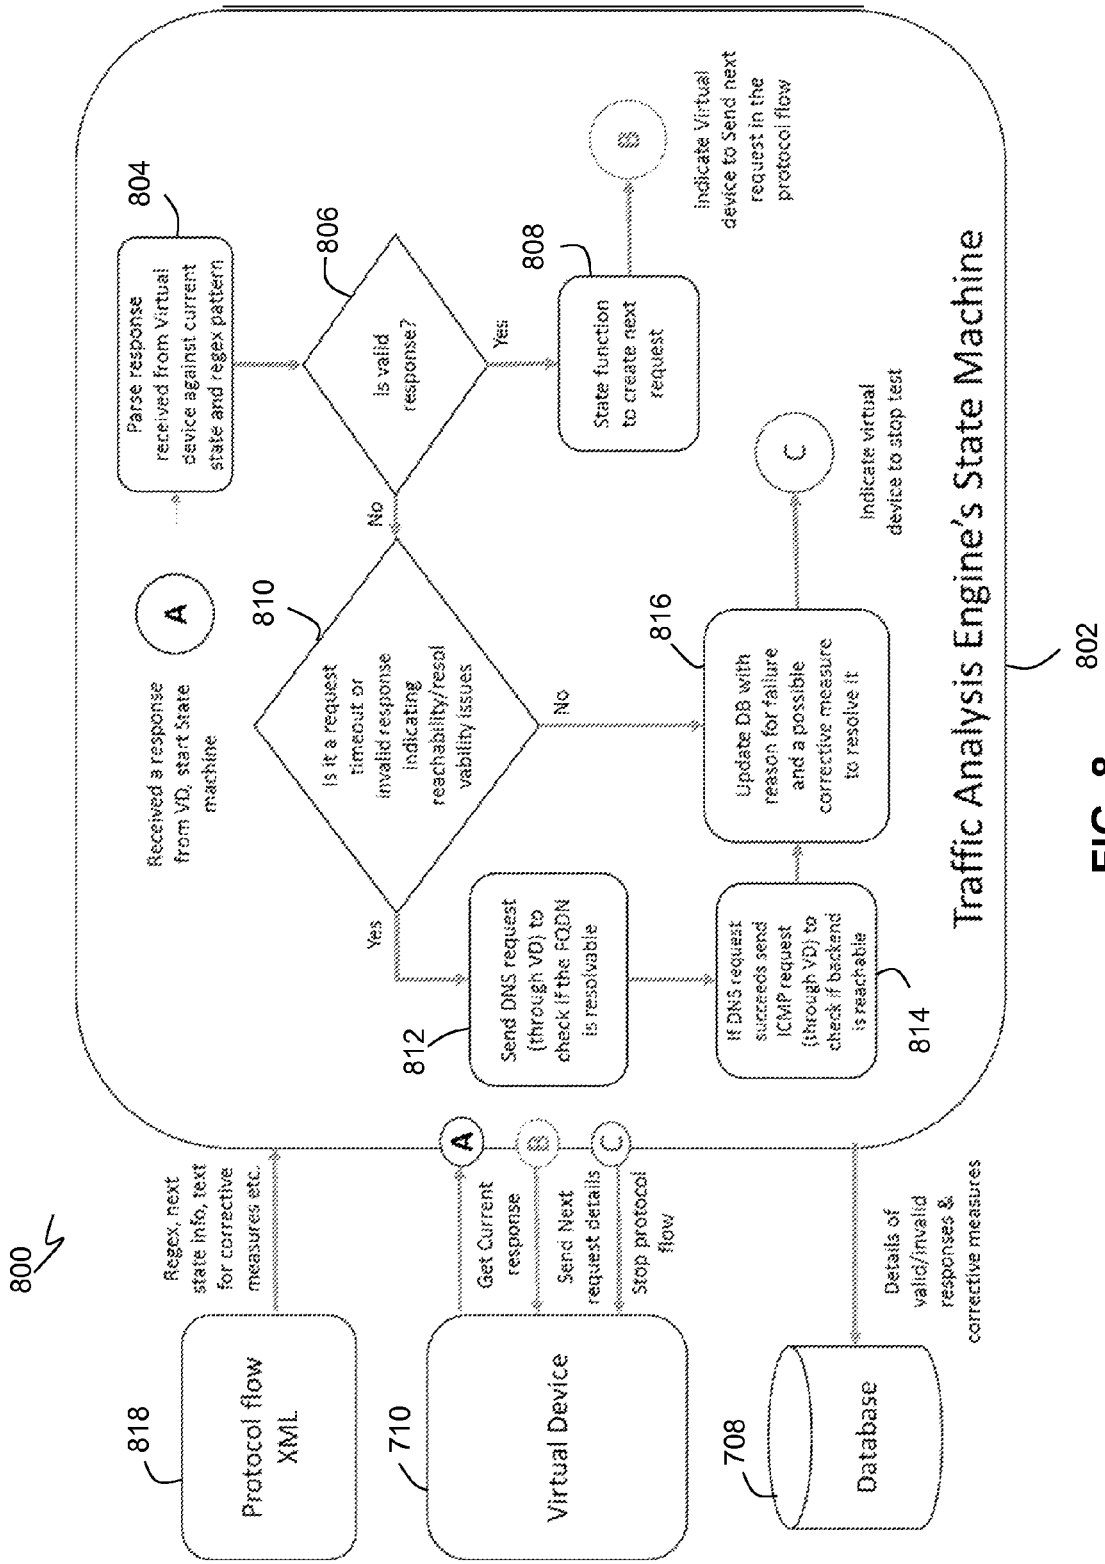 800
818
Protocol flow
XML
Regex, next
state info, text
for corrective
measures etc.
710
Virtual Device
Get Current
response
Send Next
request details
Stop protocol
flow
A
B
C
708
Database
Details of
valid//invalid
responses &
corrective measures
Received a response
from VD, start State
machine
A
804
Parse response
received from Virtual
device against current
state and regex pattern
806
Is valid
response?
No
Yes
808
State function
to create next
request
B
Indicate Virtual
device to Send next
request in the
protocol flow
810
Is it a request
timeout or
invalid response
indicating
reachability/resol
vability issues
Yes
No
812
Send DNS request
(through VD) to
check if the FQDN
is resolvable
814
If DNS request
succeeds send
ICMP request
(through VD) to
check if backend
is reachable
816
Update DB with
reason for failure
and a possible
corrective measure
to resolve it
C
Indicate virtual
device to stop test
Traffic Analysis Engine's State Machine
802
FIG. 8